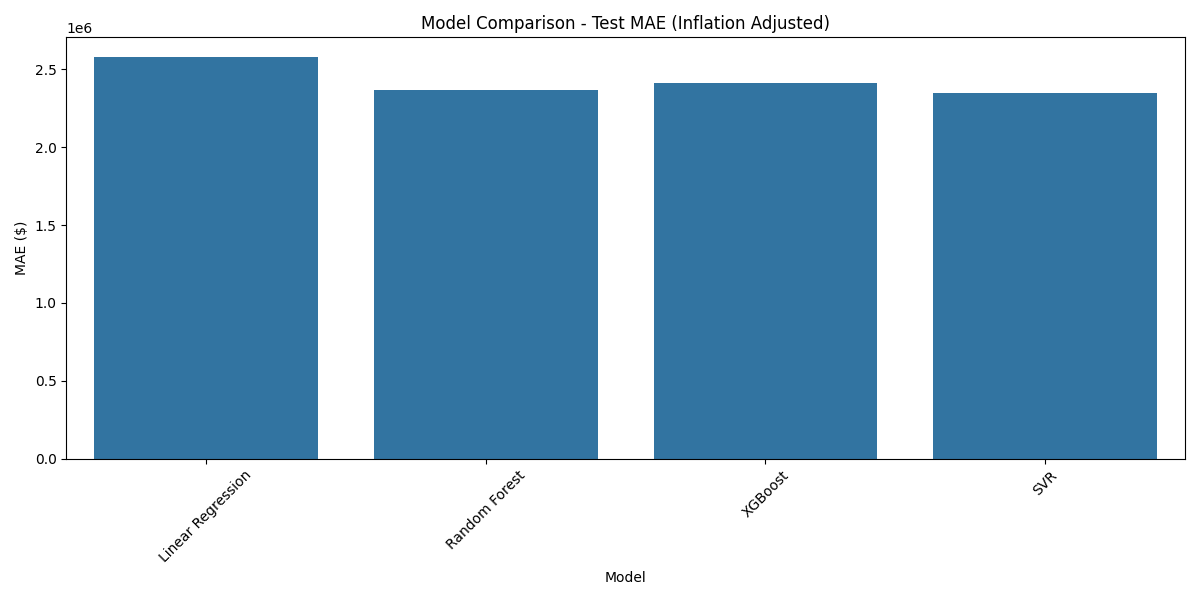 Model Comparison - Test MAE (Inflation Adjusted)
1e6
2.5
2.0
1.5
1.0
0.5
0.0
MAE ($)
Linear Regression
Random Forest
XGBoost
SVR
Model